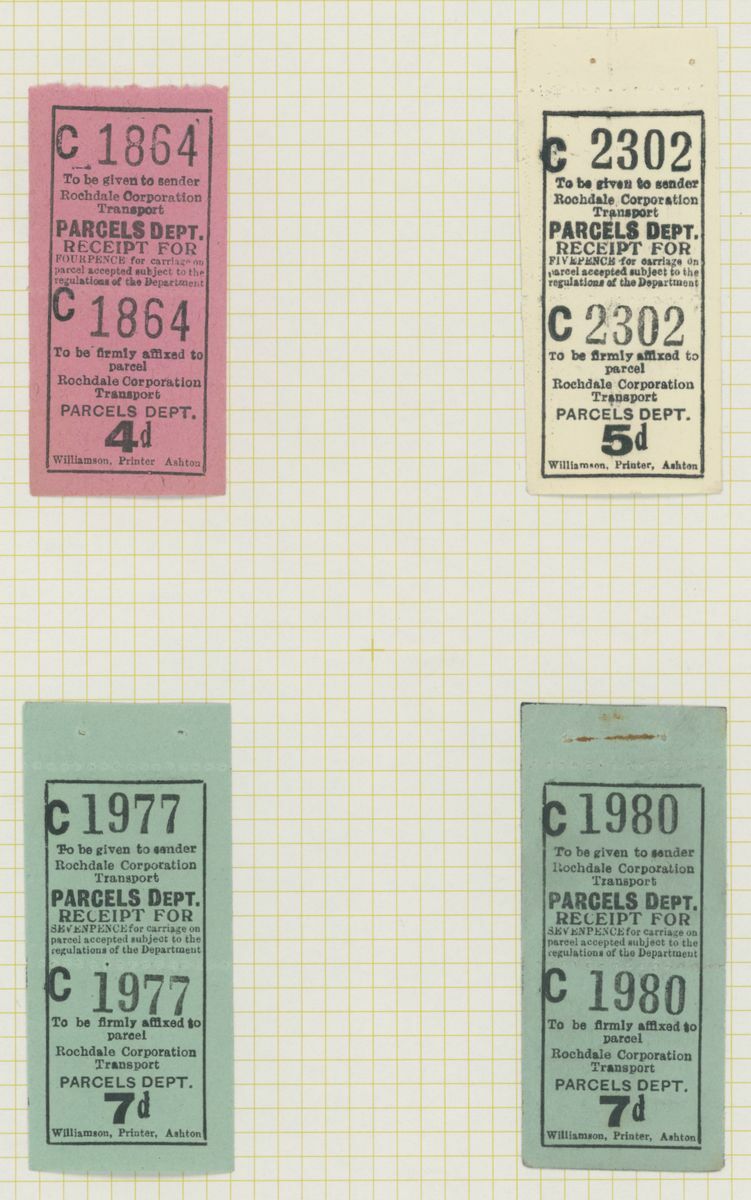 C 1864
To be given to sender
Rochdale Corporation
Transport
PARCELS DEPT.
RECEIPT FOR
FOURPENCE for carriage on
parcel accepted subject to the
regulations of the Department
C 1864
To be firmly affixed to
parcel
Rochdale Corporation
Transport
PARCELS DEPT.
4d
Williamson, Printer Ashton
C 2302
To be given to sender
Rochdale Corporation
Transport
PARCELS DEPT.
RECEIPT FOR
FIVEPENCE for carriage on
parcel accepted subject to the
regulations of the Department
C 2302
To be firmly affixed to
parcel
Rochdale Corporation
Transport
PARCELS DEPT.
5d
Williamson, Printer, Ashton
C 1977
To be given to sender
Rochdale Corporation
Transport
PARCELS DEPT.
RECEIPT FOR
SEVENPENCE for carriage on
parcel accepted subject to the
regulations of the Department
C 1977
To be firmly affixed to
parcel
Rochdale Corporation
Transport
PARCELS DEPT.
7d
Williamson, Printer, Ashton
C 1980
To be given to sender
Rochdale Corporation
Transport
PARCELS DEPT.
RECEIPT FOR
SEVENPENCE for carriage on
parcel accepted subject to the
regulations of the Department
C 1980
To be firmly affixed to
parcel
Rochdale Corporation
Transport
PARCELS DEPT.
7d
Williamson, Printer, Ashton